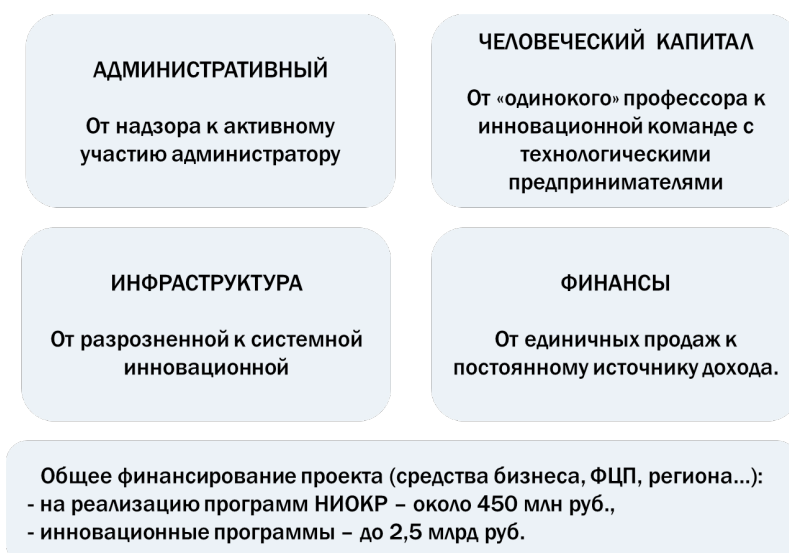 АДМИНИСТРАТИВНЫЙ
От надзора к активному
участию администратору
ЧЕЛОВЕЧЕСКИЙ КАПИТАЛ
От «одинокого» профессора к
инновационной команде с
технологическими
предпринимателями
ИНФРАСТРУКТУРА
От разрозненной к системной
инновационной
ФИНАНСЫ
От единичных продаж к
постоянному источнику дохода.
Общее финансирование проекта (средства бизнеса, ФЦП, региона...):
- на реализацию программ НИОКР – около 450 млн руб.,
- инновационные программы – до 2,5 млрд руб.